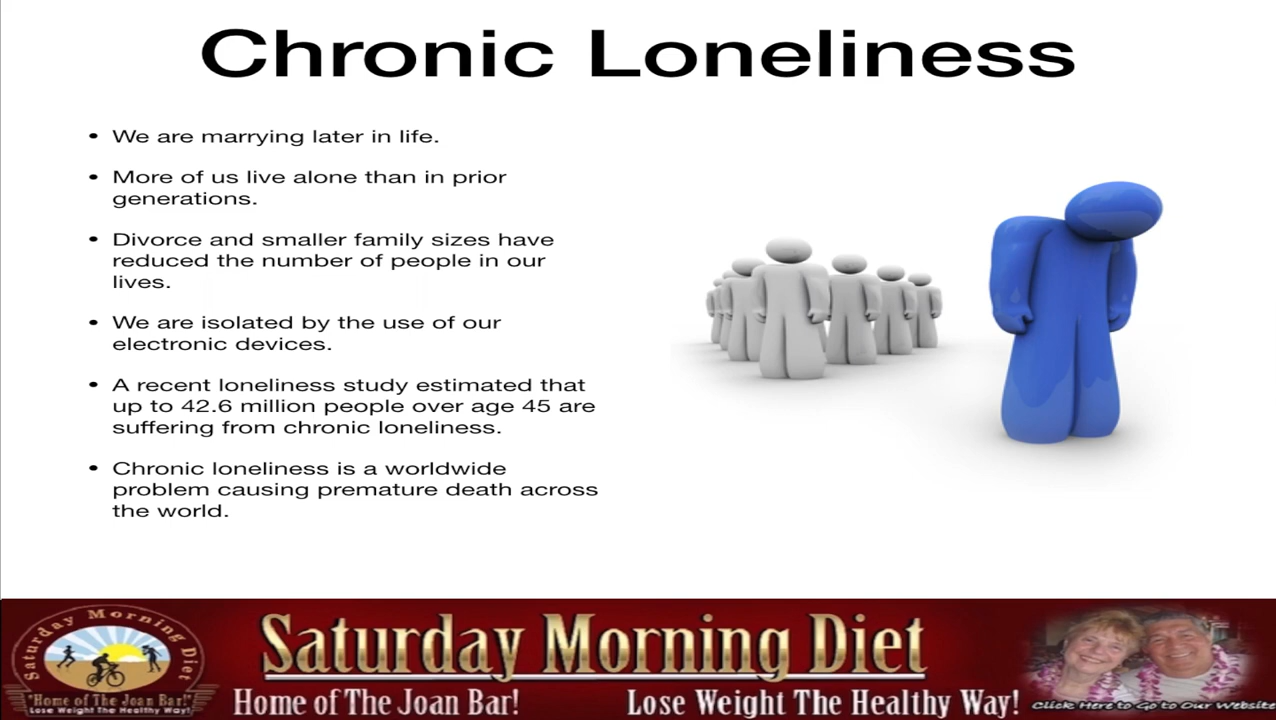 Chronic Loneliness
• We are marrying later in life.
• More of us live alone than in prior
generations.
• Divorce and smaller family sizes have
reduced the number of people in our
lives.
• We are isolated by the use of our
electronic devices.
• A recent loneliness study estimated that
up to 42.6 million people over age 45 are
suffering from chronic loneliness.
• Chronic loneliness is a worldwide
problem causing premature death across
the world.
Saturday Morning Diet
"Home of The Joan Bar!"
Lose Weight The Healthy Way!
Saturday Morning Diet
Home of The Joan Bar! Lose Weight The Healthy Way!
Click Here to Go to Our Website